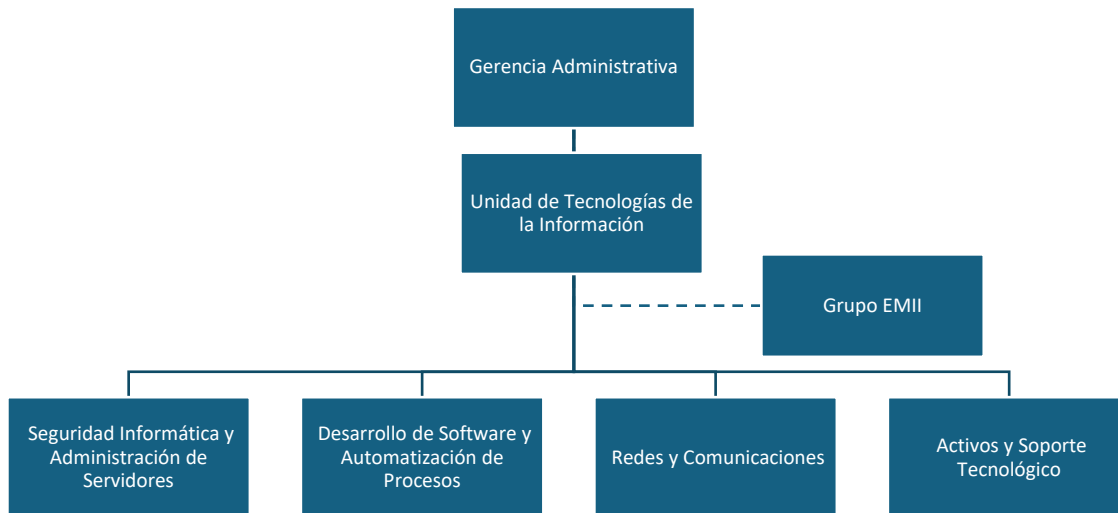 Gerencia Administrativa
Unidad de Tecnologías de
la Información
Grupo EMII
Seguridad Informática y
Administración de
Servidores
Desarrollo de Software y
Automatización de
Procesos
Redes y Comunicaciones
Activos y Soporte
Tecnológico